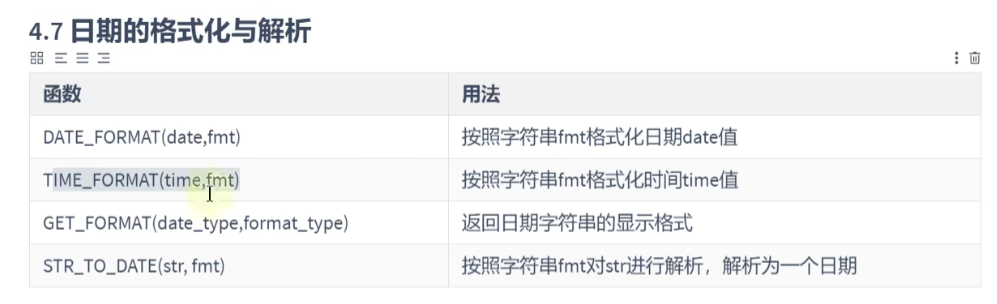 4.7 日期的格式化与解析
函数 用法
DATE_FORMAT(date,fmt) 按照字符串fmt格式化日期date值
TIME_FORMAT(time,fmt) 按照字符串fmt格式化时间time值
GET_FORMAT(date_type,format_type) 返回日期字符串的显示格式
STR_TO_DATE(str, fmt) 按照字符串fmt对str进行解析，解析为一个日期